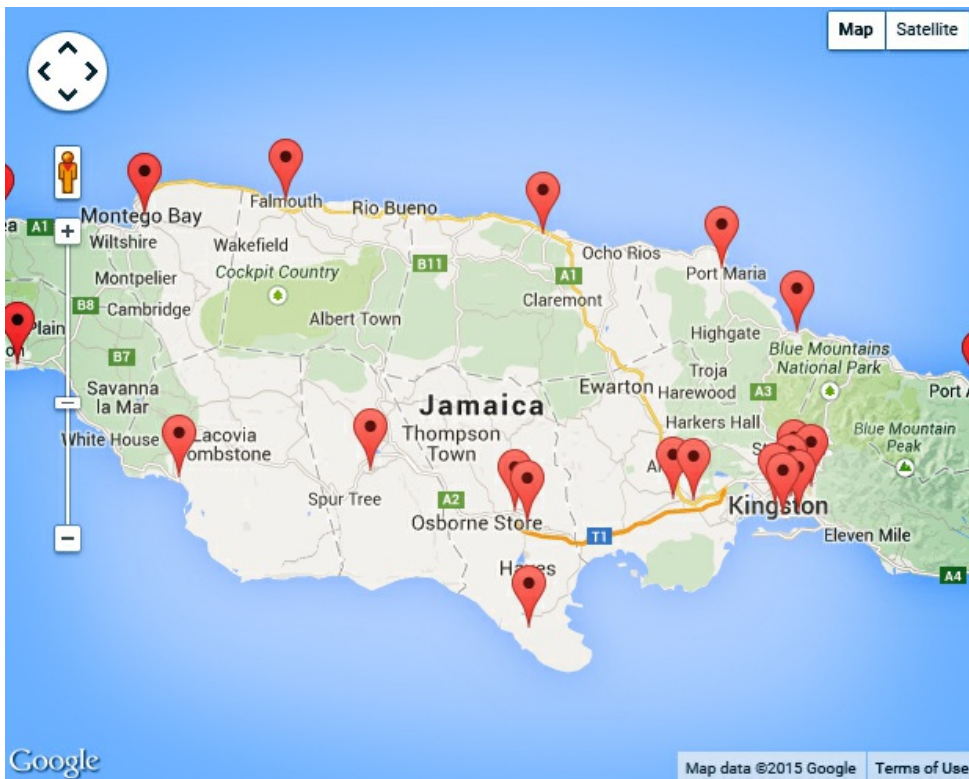 Map Satellite
A1
Montego Bay
Falmouth
Rio Bueno
Wiltshire
Wakefield
Ocho Rios
Port Maria
Montpelier
Cockpit Country
B11
A1
B8
Cambridge
Claremont
Albert Town
Plain
Highgate
B7
Blue Mountains
National Park
Troja
Savanna
la Mar
Ewarton
Harewood
A3
Port A
Jamaica
Harkers Hall
White House
Lacovia
Tombstone
Thompson
Town
Blue Mountain
Peak
Spur Tree
A2
Osborne Store
Kingston
T1
Eleven Mile
Hayes
A4
Google
Map data ©2015 Google Terms of Use